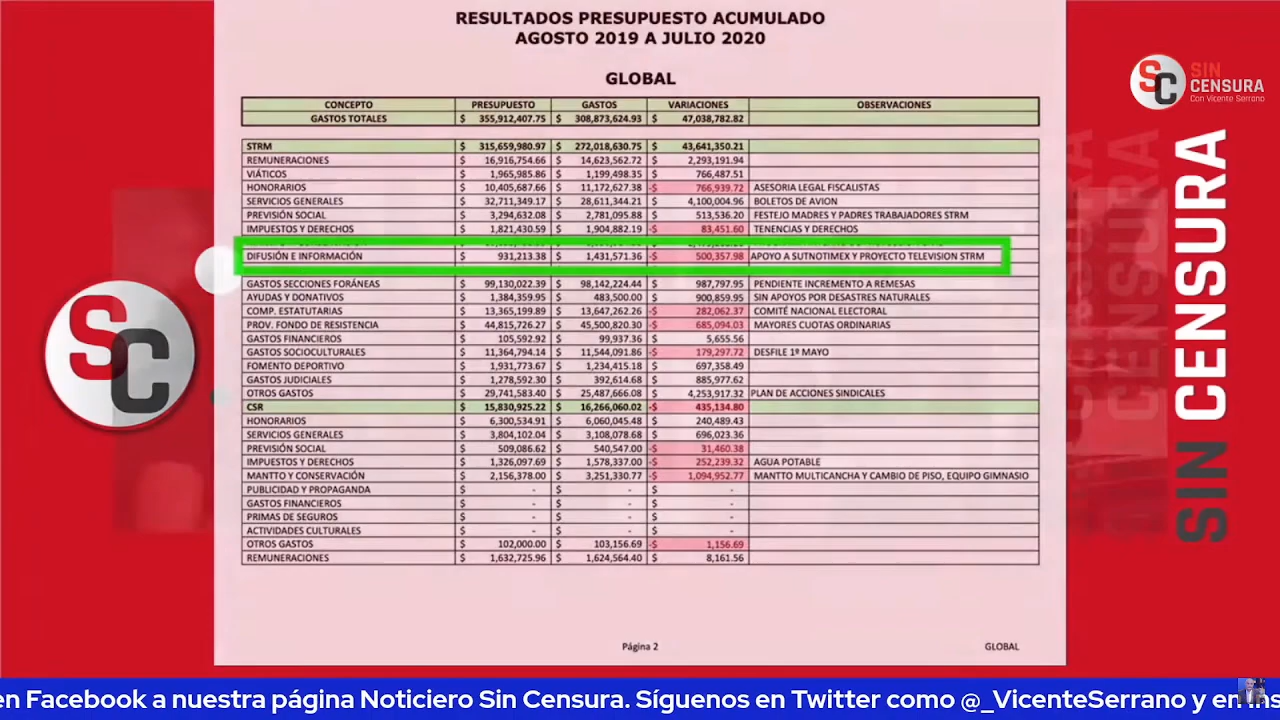 RESULTADOS PRESUPUESTO ACUMULADO
AGOSTO 2019 A JULIO 2020
GLOBAL
SIN
CENSURA
Con Vicente Serrano
SC
CONCEPTO PRESUPUESTO GASTOS VARIACIONES OBSERVACIONES
GASTOS TOTALES $ 355,912,407.75 $ 308,873,624.93 $ 47,038,782.82
STRM $ 315,659,980.97 $ 272,018,630.75 $ 43,641,350.21
REMUNERACIONES $ 16,916,754.66 $ 14,623,562.72 $ 2,293,191.94
VIÁTICOS $ 1,965,985.86 $ 1,199,498.35 $ 766,487.51
HONORARIOS $ 10,405,687.66 $ 11,172,627.38 -$ 766,939.72 ASESORIA LEGAL FISCALISTAS
SERVICIOS GENERALES $ 32,711,349.17 $ 28,611,344.21 $ 4,100,004.96 BOLETOS DE AVION
PREVISIÓN SOCIAL $ 3,294,632.08 $ 2,781,095.88 $ 513,536.20 FESTEJO MADRES Y PADRES TRABAJADORES STRM
IMPUESTOS Y DERECHOS $ 1,821,430.59 $ 1,904,882.19 -$ 83,451.60 TENENCIAS Y DERECHOS
DIFUSIÓN E INFORMACIÓN $ 931,213.38 $ 1,431,571.36 -$ 500,357.98 APOYO A SUTNOTIMEX Y PROYECTO TELEVISION STRM
GASTOS SECCIONES FORÁNEAS $ 99,130,022.39 $ 98,142,224.44 $ 987,797.95 PENDIENTE INCREMENTO A REMESAS
AYUDAS Y DONATIVOS $ 1,384,359.95 $ 483,500.00 $ 900,859.95 SIN APOYOS POR DESASTRES NATURALES
COMP. ESTATUTARIAS $ 13,365,199.89 $ 13,647,262.26 -$ 282,062.37 COMITÉ NACIONAL ELECTORAL
PROV. FONDO DE RESISTENCIA $ 44,815,726.27 $ 45,500,820.30 -$ 685,094.03 MAYORES CUOTAS ORDINARIAS
GASTOS FINANCIEROS $ 105,592.92 $ 99,937.36 $ 5,655.56
GASTOS SOCIOCULTURALES $ 11,364,794.14 $ 11,544,091.86 -$ 179,297.72 DESFILE 1º MAYO
FOMENTO DEPORTIVO $ 1,931,773.67 $ 1,234,415.18 $ 697,358.49
GASTOS JUDICIALES $ 1,278,592.30 $ 392,614.68 $ 885,977.62
OTROS GASTOS $ 29,741,583.40 $ 25,487,666.08 $ 4,253,917.32 PLAN DE ACCIONES SINDICALES
CSR $ 15,830,925.22 $ 16,266,060.02 -$ 435,134.80
HONORARIOS $ 6,300,534.91 $ 6,060,045.48 $ 240,489.43
SERVICIOS GENERALES $ 3,804,102.04 $ 3,108,078.68 $ 696,023.36
PREVISIÓN SOCIAL $ 509,086.62 $ 540,547.00 -$ 31,460.38
IMPUESTOS Y DERECHOS $ 1,326,097.69 $ 1,578,337.00 -$ 252,239.32 AGUA POTABLE
MANTTO Y CONSERVACIÓN $ 2,156,378.00 $ 3,251,330.77 -$ 1,094,952.77 MANTTO MULTICANCHA Y CAMBIO DE PISO, EQUIPO GIMNASIO
PUBLICIDAD Y PROPAGANDA $ - $ - $ -
GASTOS FINANCIEROS $ - $ - $ -
PRIMAS DE SEGUROS $ - $ - $ -
ACTIVIDADES CULTURALES $ - $ - $ -
OTROS GASTOS $ 102,000.00 $ 103,156.69 -$ 1,156.69
REMUNERACIONES $ 1,632,725.96 $ 1,624,564.40 $ 8,161.56
Página 2 GLOBAL
SC
SIN CENSURA
CENSURA
CENSURA
en Facebook a nuestra página Noticiero Sin Censura. Síguenos en Twitter como @_VicenteSerrano y en